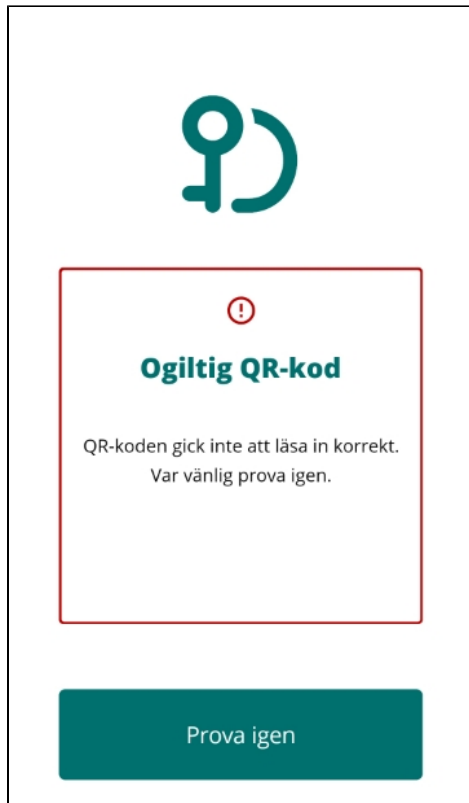 Ogiltig QR-kod
QR-koden gick inte att läsa in korrekt.
Var vänlig prova igen.
Prova igen